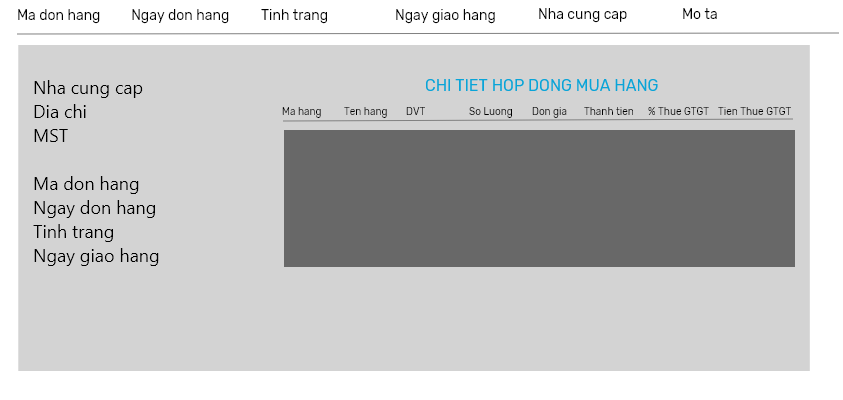 Ma don hang Ngay don hang Tinh trang Ngay giao hang Nha cung cap Mo ta
CHI TIET HOP DONG MUA HANG
Nha cung cap
Dia chi
MST
Ma hang Ten hang DVT So Luong Don gia Thanh tien % Thue GTGT Tien Thue GTGT
Ma don hang
Ngay don hang
Tinh trang
Ngay giao hang